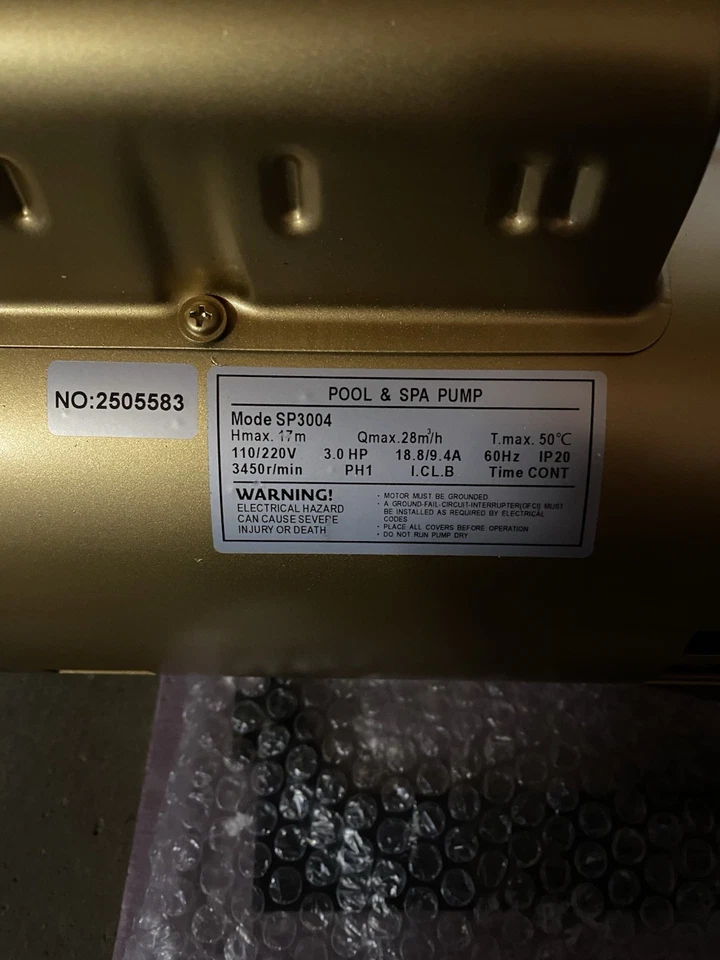 NO:2505583
POOL & SPA PUMP
Mode SP3004
Hmax. 17m Qmax.28m³/h T.max. 50°C
110/220V 3.0 HP 18.8/9.4A 60Hz IP20
3450r/min PH1 I.CL.B Time CONT
WARNING!
ELECTRICAL HAZARD
CAN CAUSE SEVERE
INJURY OR DEATH
· MOTOR MUST BE GROUNDED
· A GROUND-FAIL-CIRCUIT-INTERRUPTER(GFCI) MUST
BE INSTALLED AS REQUIRED BY ELECTRICAL
CODES
· PLACE ALL COVERS BEFORE OPERATION
· DO NOT RUN PUMP DRY